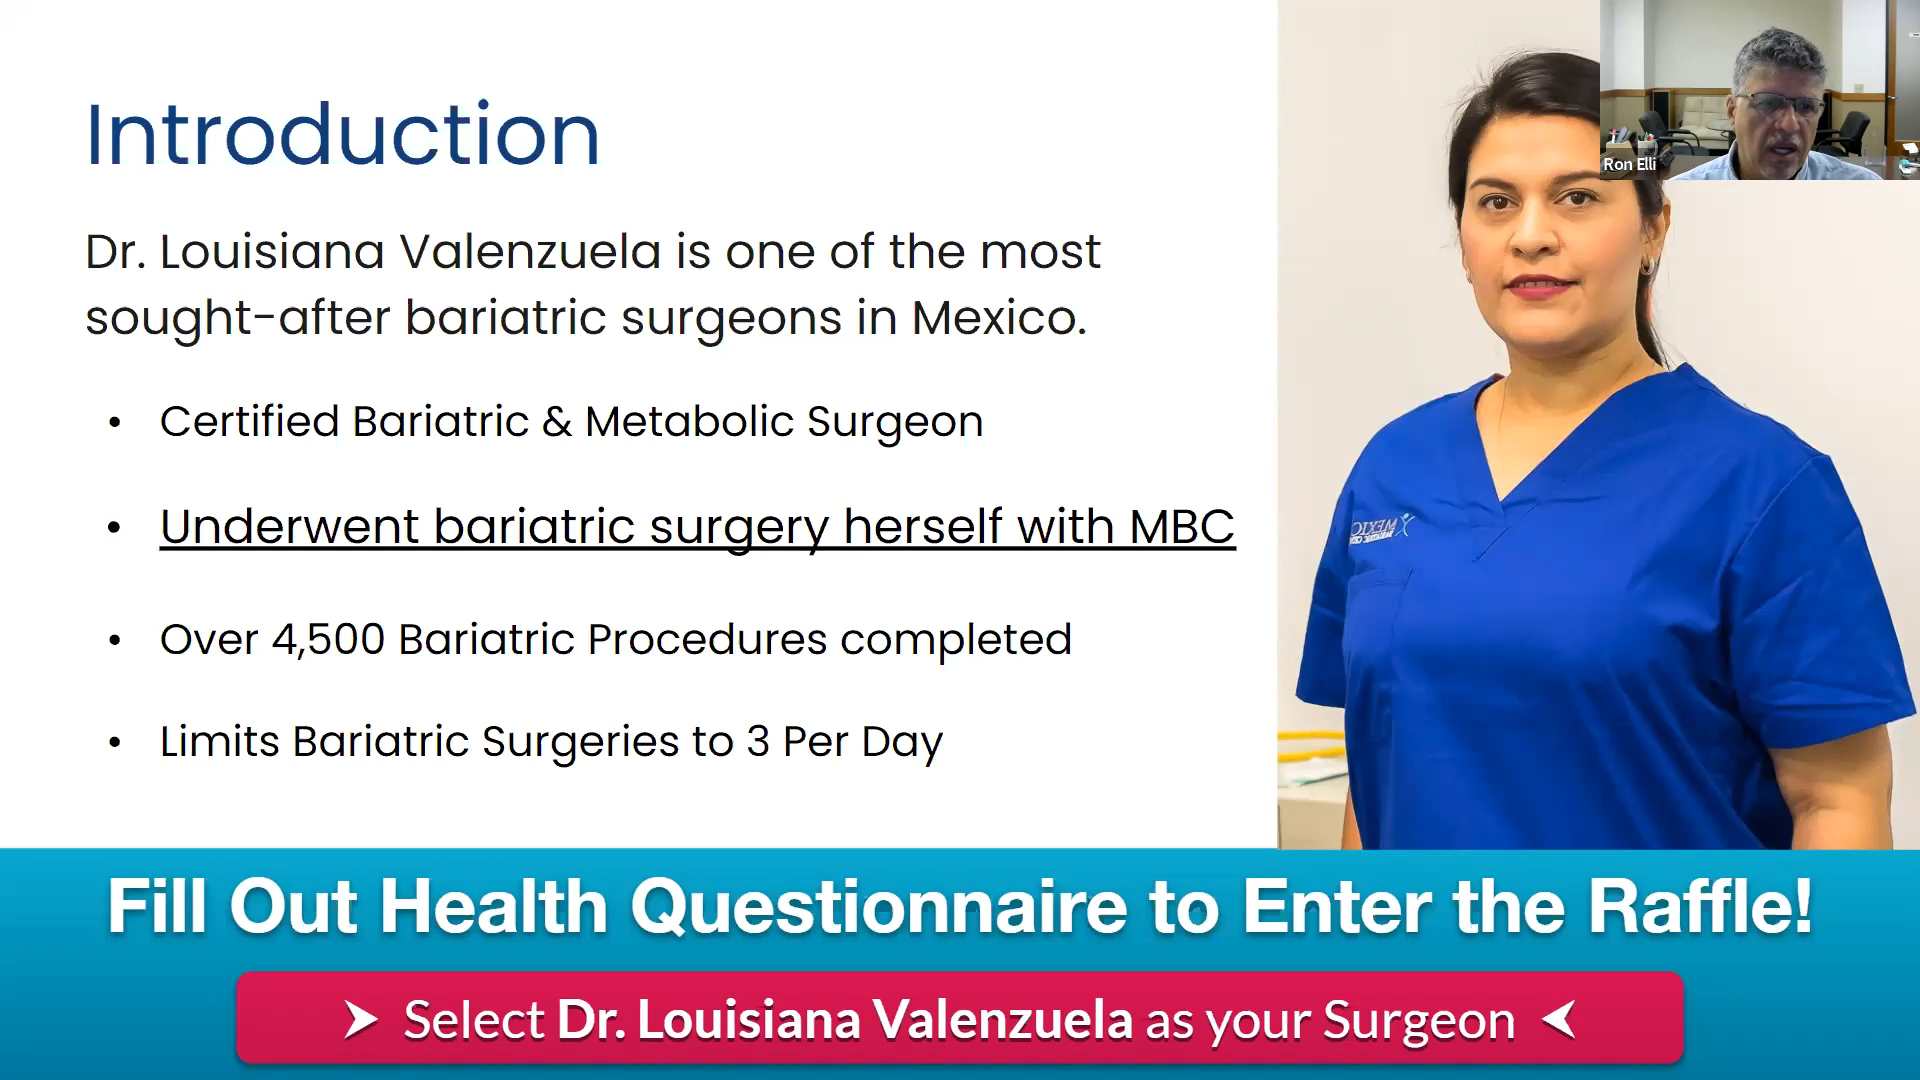 Introduction
Dr. Louisiana Valenzuela is one of the most
sought-after bariatric surgeons in Mexico.
• Certified Bariatric & Metabolic Surgeon
• Underwent bariatric surgery herself with MBC
• Over 4,500 Bariatric Procedures completed
• Limits Bariatric Surgeries to 3 Per Day
Ron Elli
MEXICO
Fill Out Health Questionnaire to Enter the Raffle!
➤ Select Dr. Louisiana Valenzuela as your Surgeon ⮜